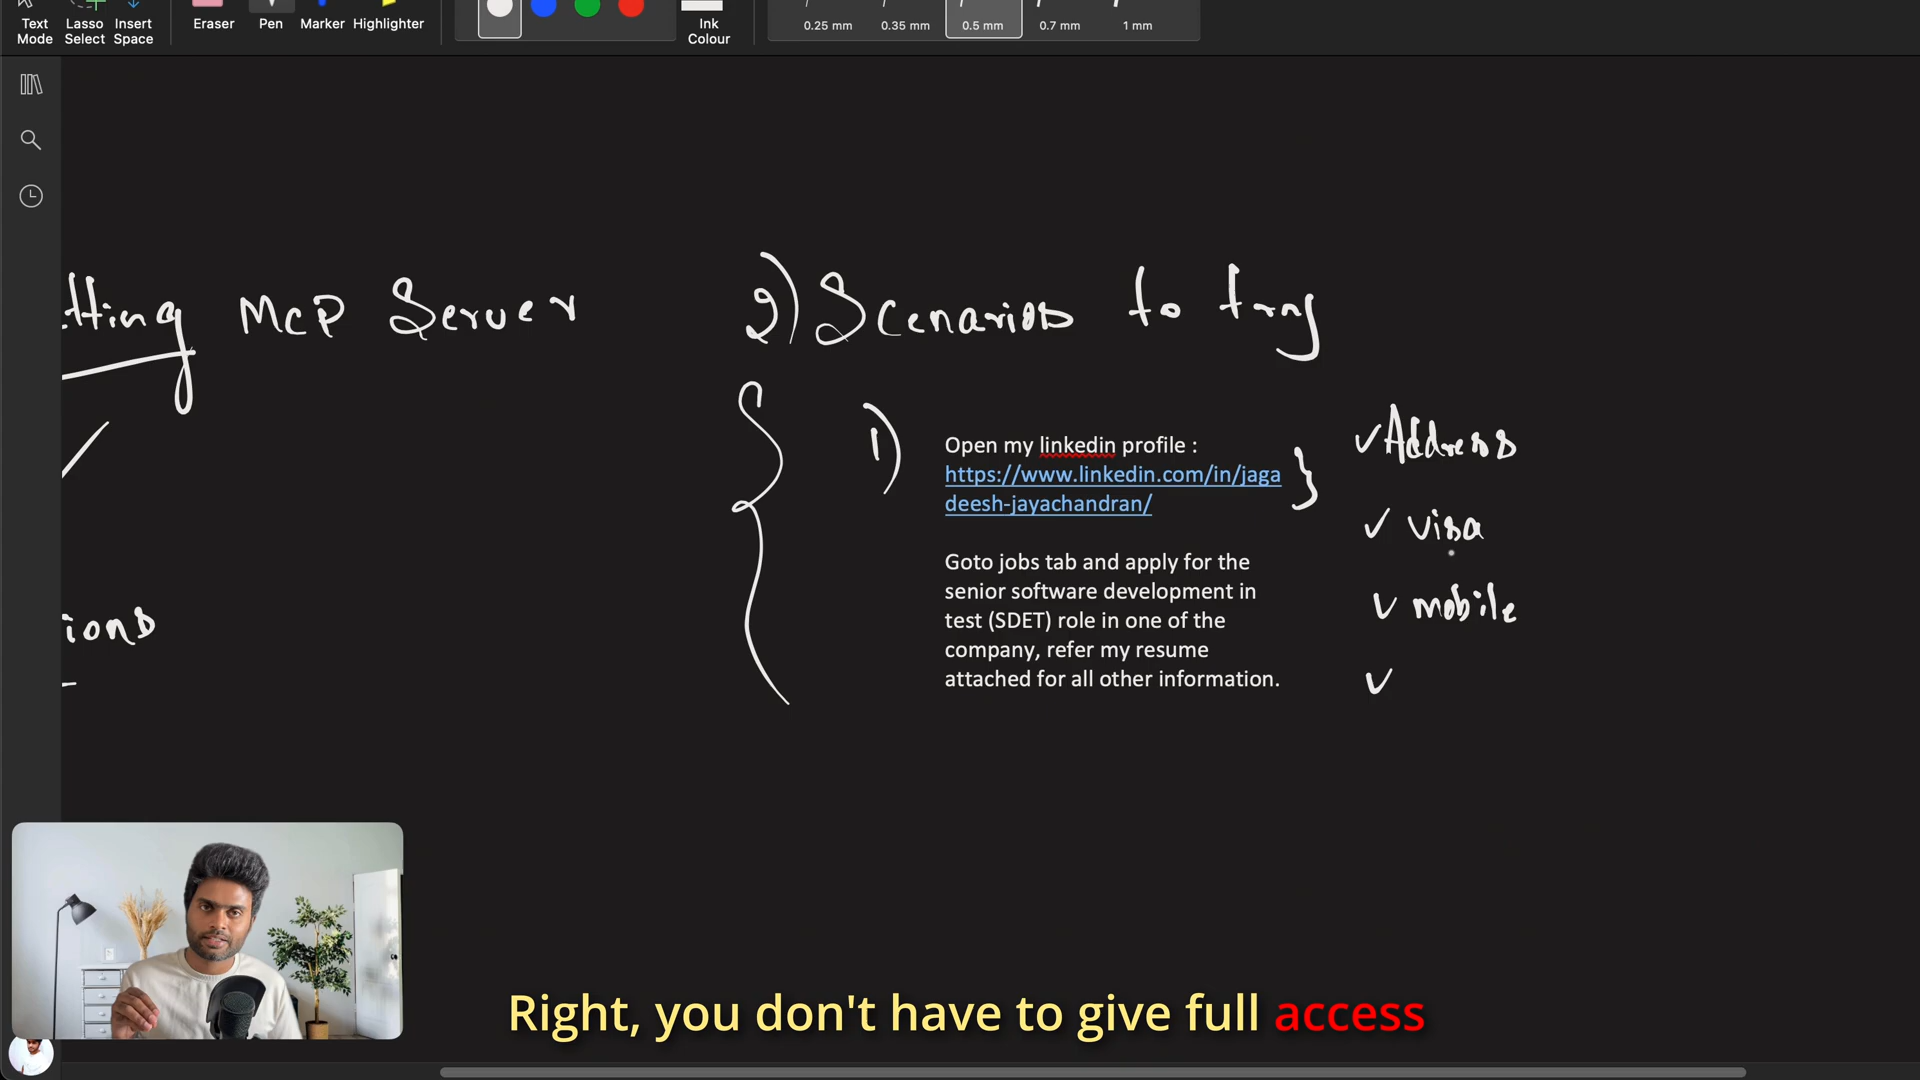 Text Mode
Lasso Select
Insert Space
Eraser
Pen
Marker
Highlighter
Ink Colour
0.25 mm
0.35 mm
0.5 mm
0.7 mm
1 mm
MCP Server
2) Scenarios to
1)
Open my linkedin profile :
https://www.linkedin.com/in/jaga
deesh-jayachandran/
Goto jobs tab and apply for the
senior software development in
test (SDET) role in one of the
company, refer my resume
attached for all other information.
✓ Address
✓ visa
✓ mobile
✓
tting
ions
Right, you don't have to give full access